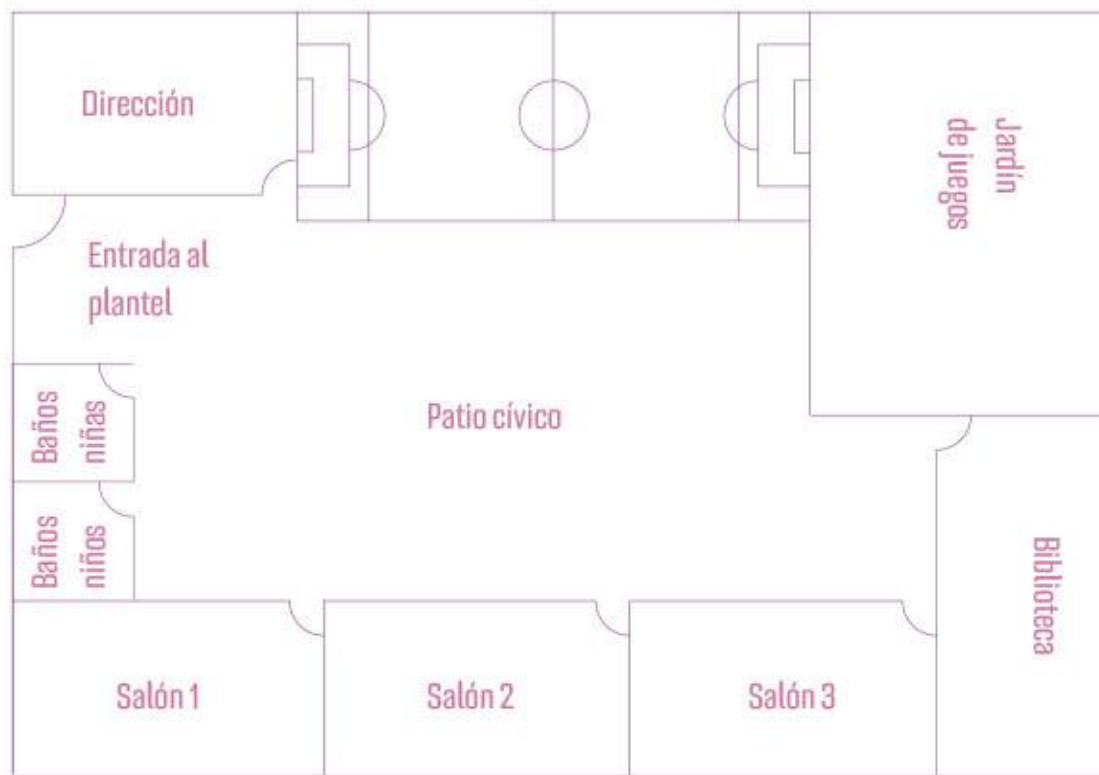 Dirección
Jardín
de juegos
Entrada al
plantel
Baños
niñas
Patio cívico
Baños
niños
Biblioteca
Salón 1
Salón 2
Salón 3